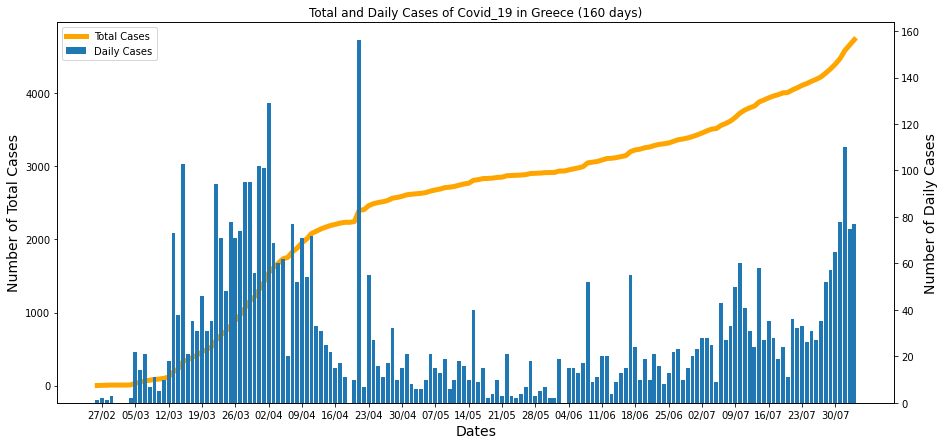 Total and Daily Cases of Covid_19 in Greece (160 days)
Total Cases
Daily Cases
Number of Total Cases
4000
3000
2000
1000
0
Number of Daily Cases
160
140
120
100
80
60
40
20
0
27/02 05/03 12/03 19/03 26/03 02/04 09/04 16/04 22/04 30/04 07/05 14/05 21/05 28/05 04/06 11/06 18/06 25/06 02/07 09/07 16/07 23/07 30/07
Dates